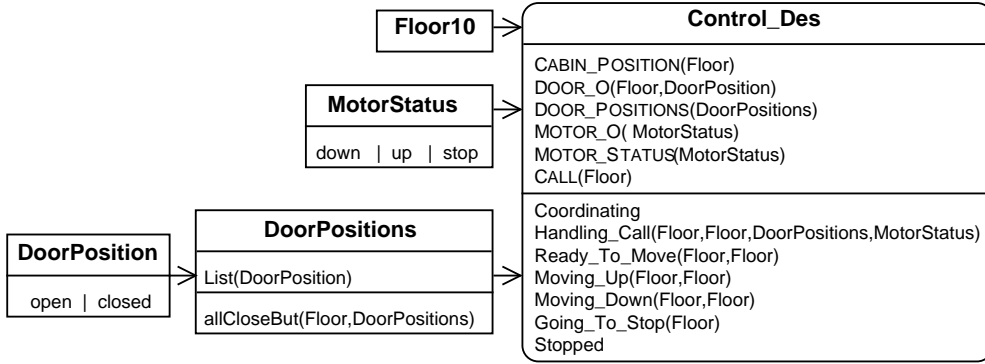 Floor10
Control_Des
CABIN_POSITION(Floor)
DOOR_O(Floor,DoorPosition)
DOOR_POSITIONS(DoorPositions)
MOTOR_O( MotorStatus)
MOTOR_STATUS(MotorStatus)
CALL(Floor)
MotorStatus
down | up | stop
Coordinating
Handling_Call(Floor,Floor,DoorPositions,MotorStatus)
Ready_To_Move(Floor,Floor)
Moving_Up(Floor,Floor)
Moving_Down(Floor,Floor)
Going_To_Stop(Floor)
Stopped
DoorPositions
List(DoorPosition)
allCloseBut(Floor,DoorPositions)
DoorPosition
open | closed